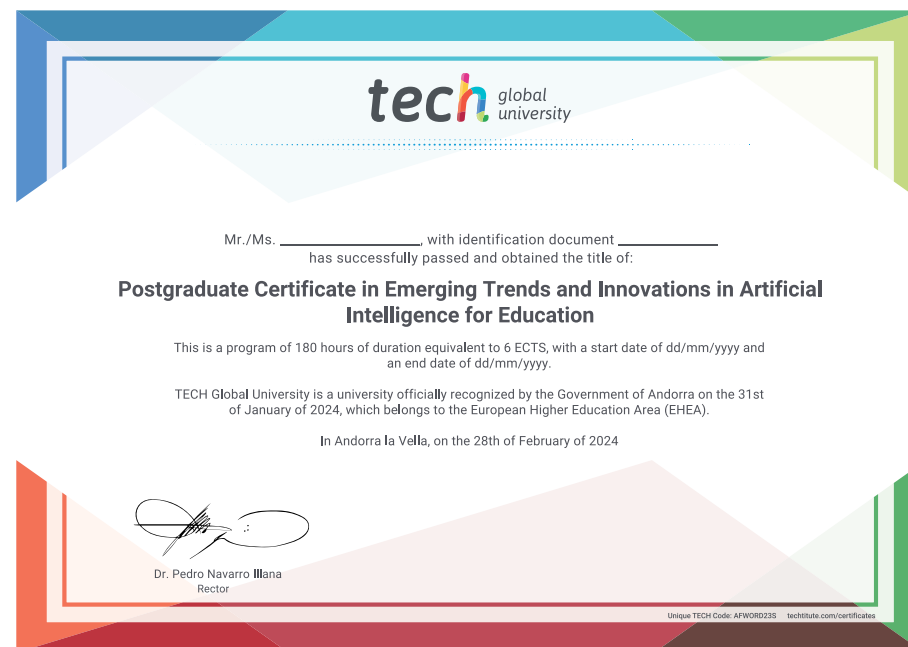 tech global
university
Mr./Ms. ____________________, with identification document ______________
has successfully passed and obtained the title of:
Postgraduate Certificate in Emerging Trends and Innovations in Artificial
Intelligence for Education
This is a program of 180 hours of duration equivalent to 6 ECTS, with a start date of dd/mm/yyyy and
an end date of dd/mm/yyyy.
TECH Global University is a university officially recognized by the Government of Andorra on the 31st
of January of 2024, which belongs to the European Higher Education Area (EHEA).
In Andorra la Vella, on the 28th of February of 2024
Dr. Pedro Navarro Illana
Rector
Unique TECH Code: AFWORD23S techtitute.com/certificates